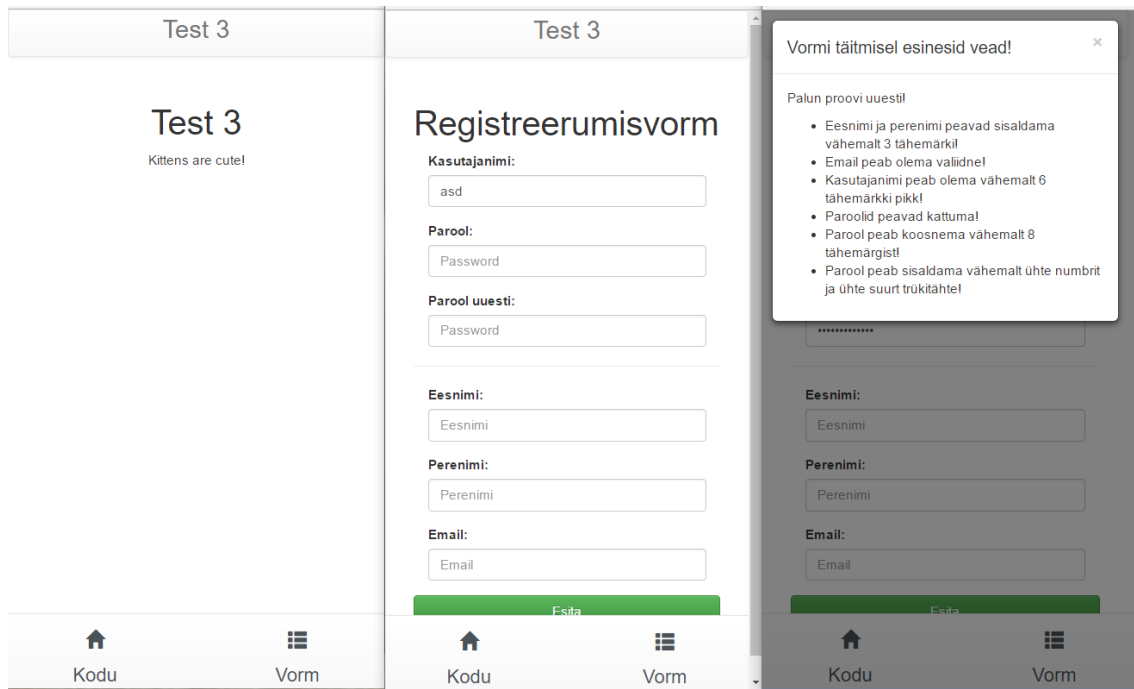 Test 3
Test 3
Kittens are cute!
Kodu
Vorm
Test 3
Registreerumisvorm
Kasutajanimi:
asd
Parool:
Password
Parool uuesti:
Password
Eesnimi:
Eesnimi
Perenimi:
Perenimi
Email:
Email
Esita
Kodu
Vorm
Vormi täitmisel esinesid vead!
×
Palun proovi uuesti!
• Eesnimi ja perenimi peavad sisaldama
vähemalt 3 tähemärki!
• Email peab olema valiidne!
• Kasutajanimi peab olema vähemalt 6
tähemärkki pikk!
• Paroolid peavad kattuma!
• Parool peab koosnema vähemalt 8
tähemärgist!
• Parool peab sisaldama vähemalt ühte numbrit
ja ühte suurt trükitähte!
•••••••••••••
Eesnimi:
Eesnimi
Perenimi:
Perenimi
Email:
Email
Esita
Kodu
Vorm